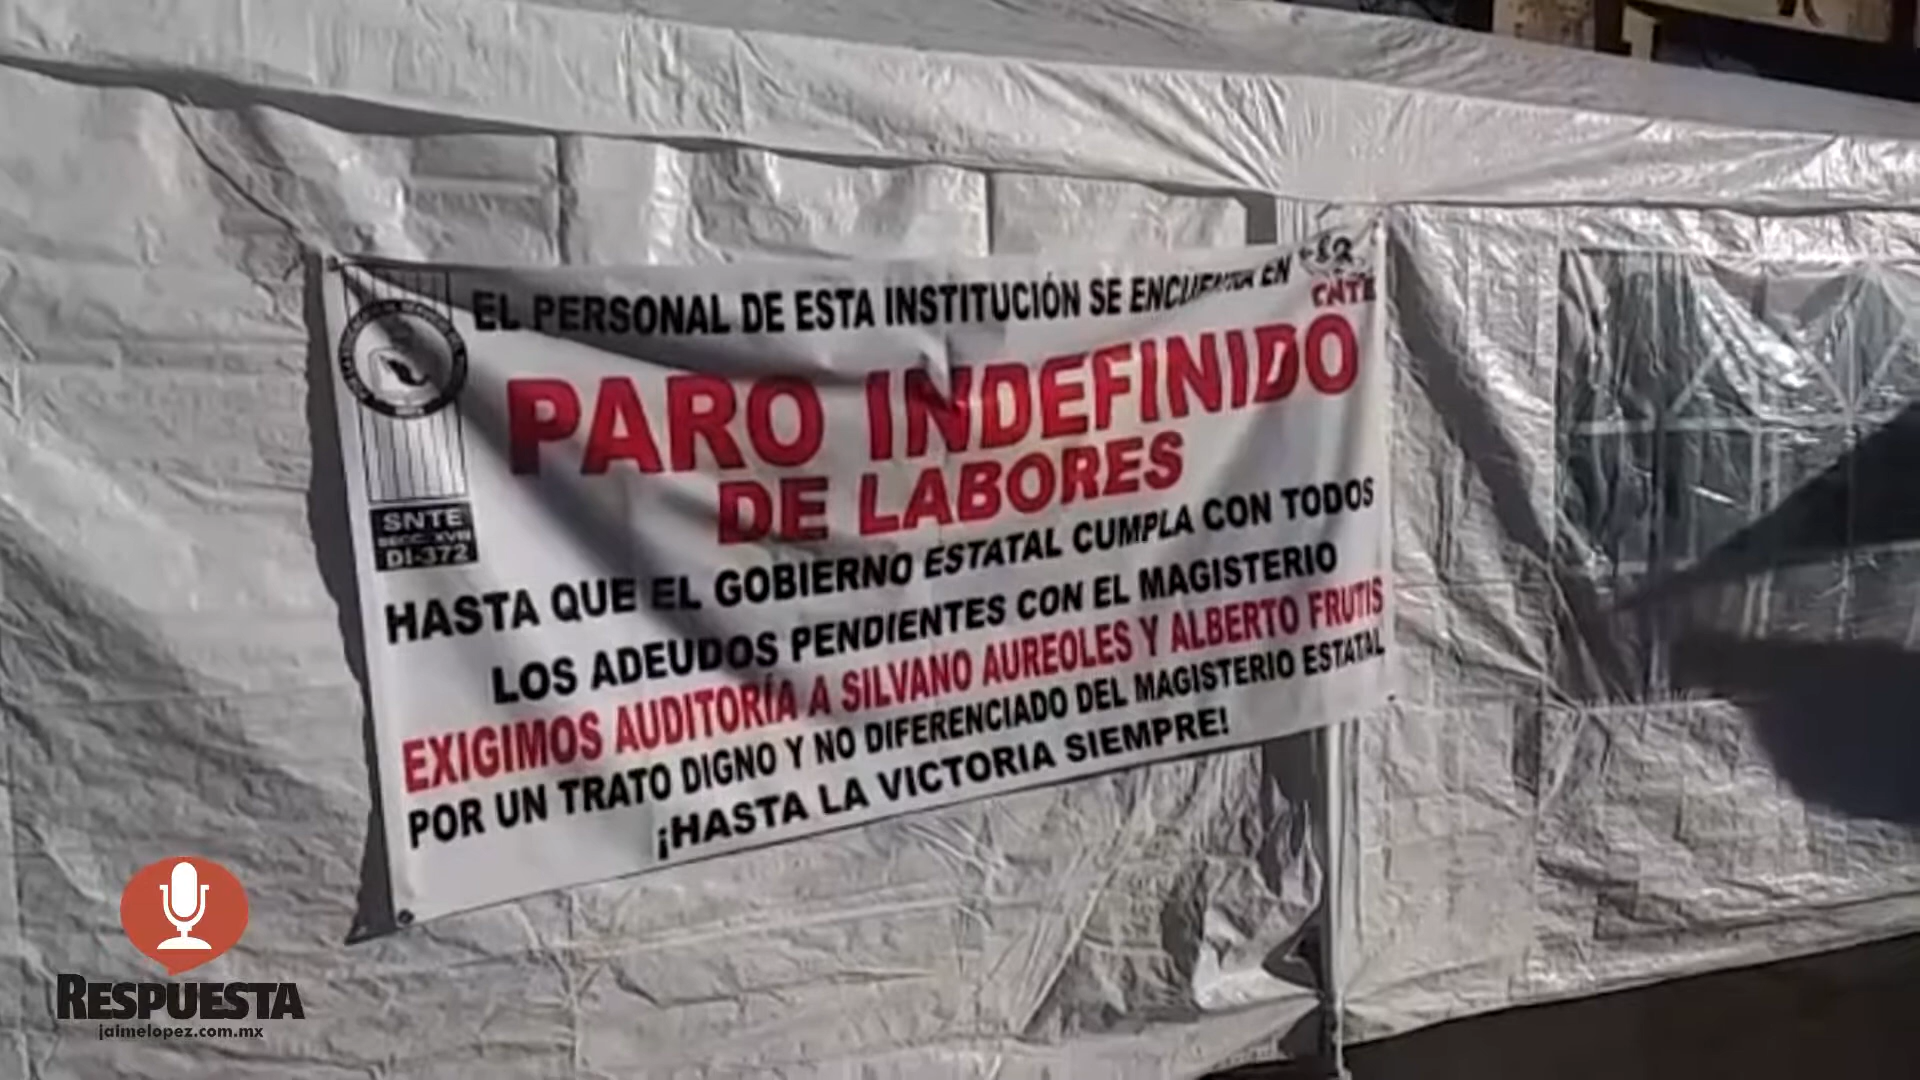 EL PERSONAL DE ESTA INSTITUCIÓN SE ENCUENTRA EN
CNTE
PARO INDEFINIDO
DE LABORES
SNTE
SECC. XVIII
DI-372
HASTA QUE EL GOBIERNO ESTATAL CUMPLA CON TODOS
LOS ADEUDOS PENDIENTES CON EL MAGISTERIO
EXIGIMOS AUDITORÍA A SILVANO AUREOLES Y ALBERTO FRUTIS
POR UN TRATO DIGNO Y NO DIFERENCIADO DEL MAGISTERIO ESTATAL
¡HASTA LA VICTORIA SIEMPRE!
RESPUESTA
jaimelopez.com.mx